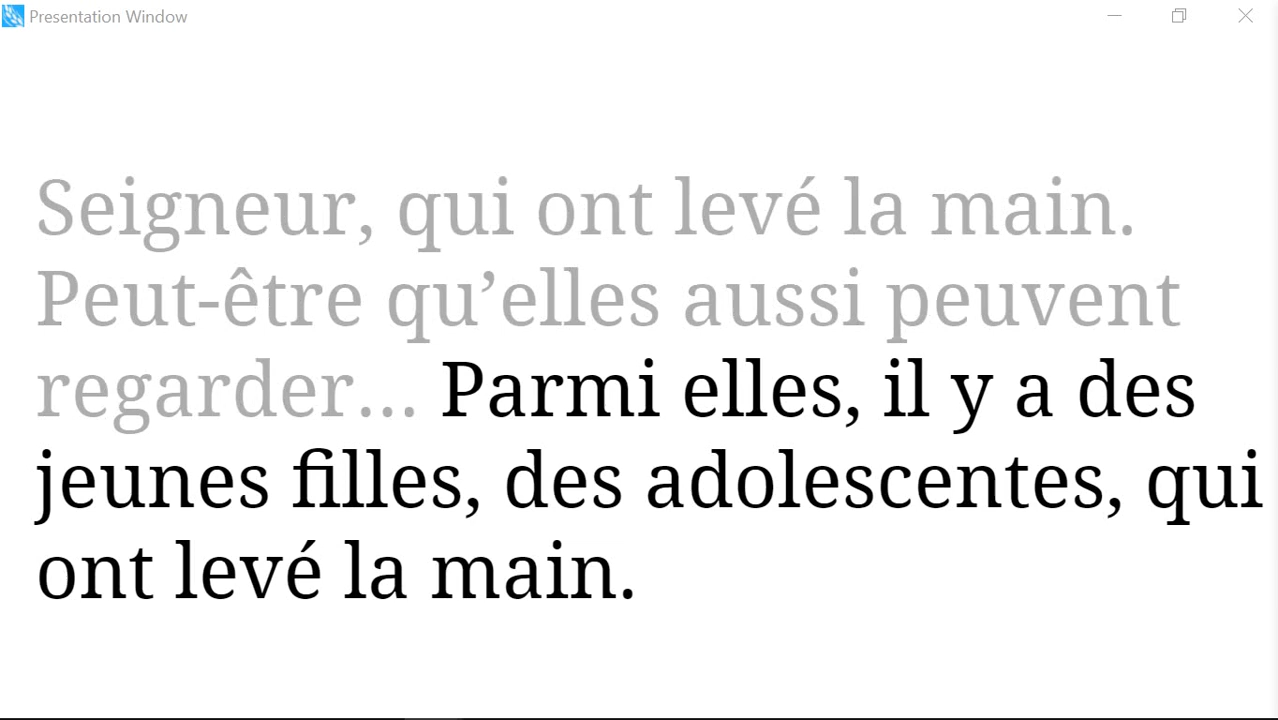 Presentation Window
Seigneur, qui ont levé la main.
Peut-être qu’elles aussi peuvent
regarder… Parmi elles, il y a des
jeunes filles, des adolescentes, qui
ont levé la main.